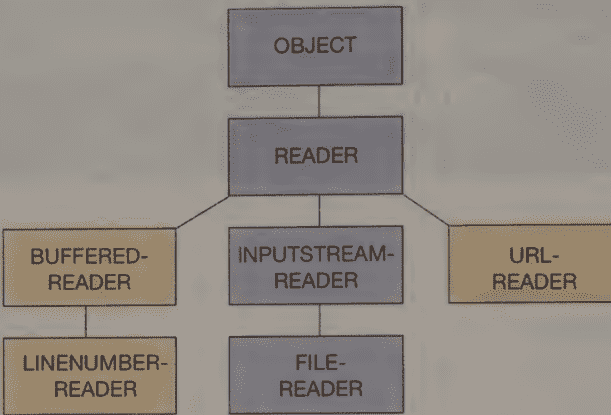 OBJECT
READER
BUFFERED-
READER
INPUTSTREAM-
READER
URL-
READER
LINENUMBER-
READER
FILE-
READER